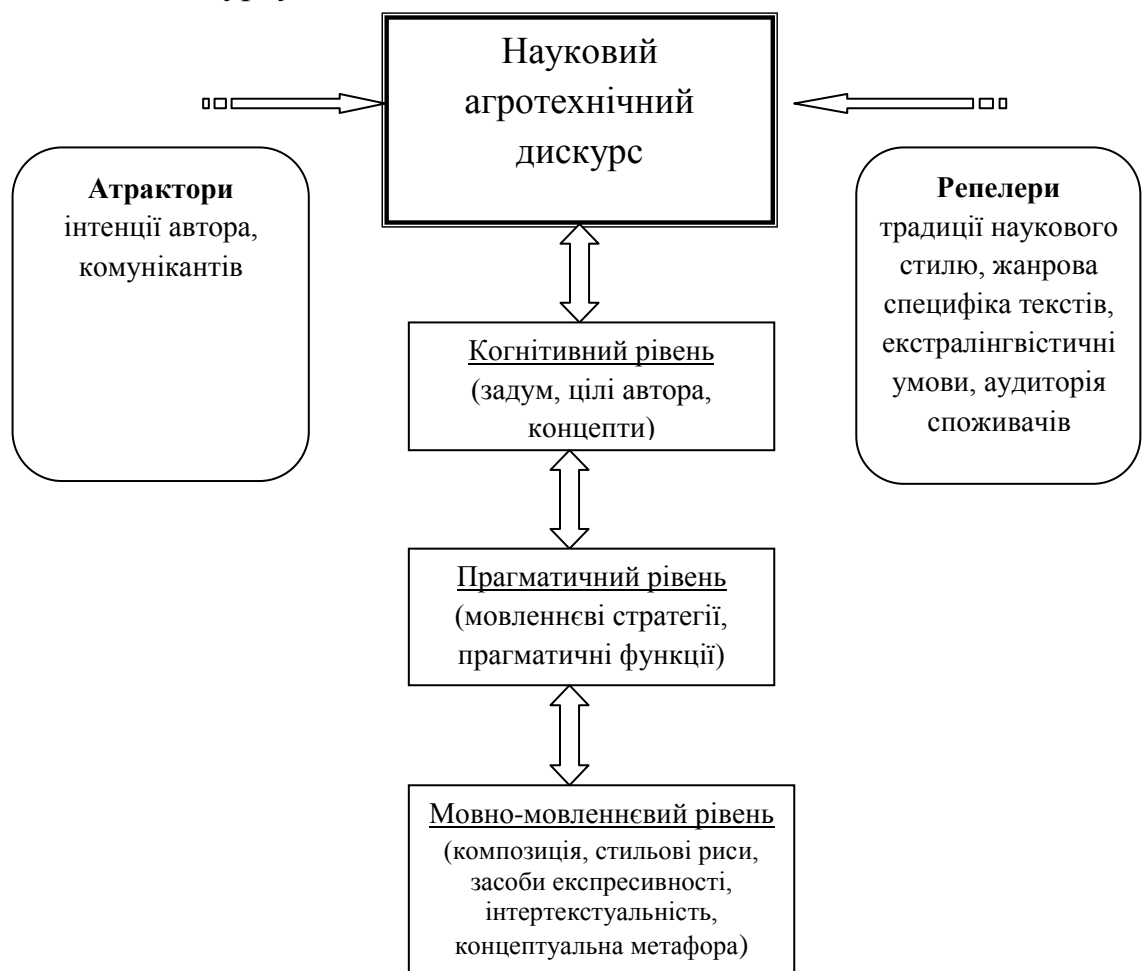 Науковий
агротехнічний
дискурс
Атрактори
інтенції автора,
комунікантів
Репелери
традиції наукового
стилю, жанрова
специфіка текстів,
екстралінгвістичні
умови, аудиторія
споживачів
Когнітивний рівень
(задум, цілі автора,
концепти)
Прагматичний рівень
(мовленнєві стратегії,
прагматичні функції)
Мовно-мовленнєвий рівень
(композиція, стильові риси,
засоби експресивності,
інтертекстуальність,
концептуальна метафора)